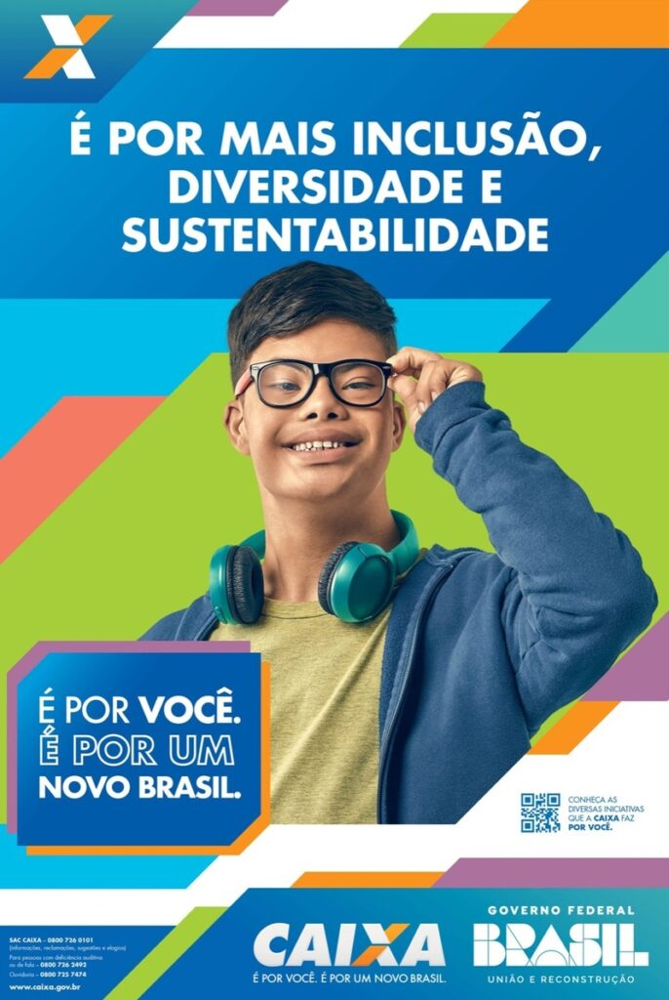 É POR MAIS INCLUSÃO,
DIVERSIDADE E
SUSTENTABILIDADE
É POR VOCÊ.
É POR UM
NOVO BRASIL.
CONHEÇA AS
DIVERSAS INICIATIVAS
QUE A CAIXA FAZ
POR VOCÊ.
SAC CAIXA – 0800 726 0101
(informações, reclamações, sugestões e elogios)
Para pessoas com deficiência auditiva
ou de fala – 0800 726 2492
Ouvidoria – 0800 725 7474
www.caixa.gov.br
CAIXA
É POR VOCÊ. É POR UM NOVO BRASIL.
GOVERNO FEDERAL
BRASIL
UNIÃO E RECONSTRUÇÃO